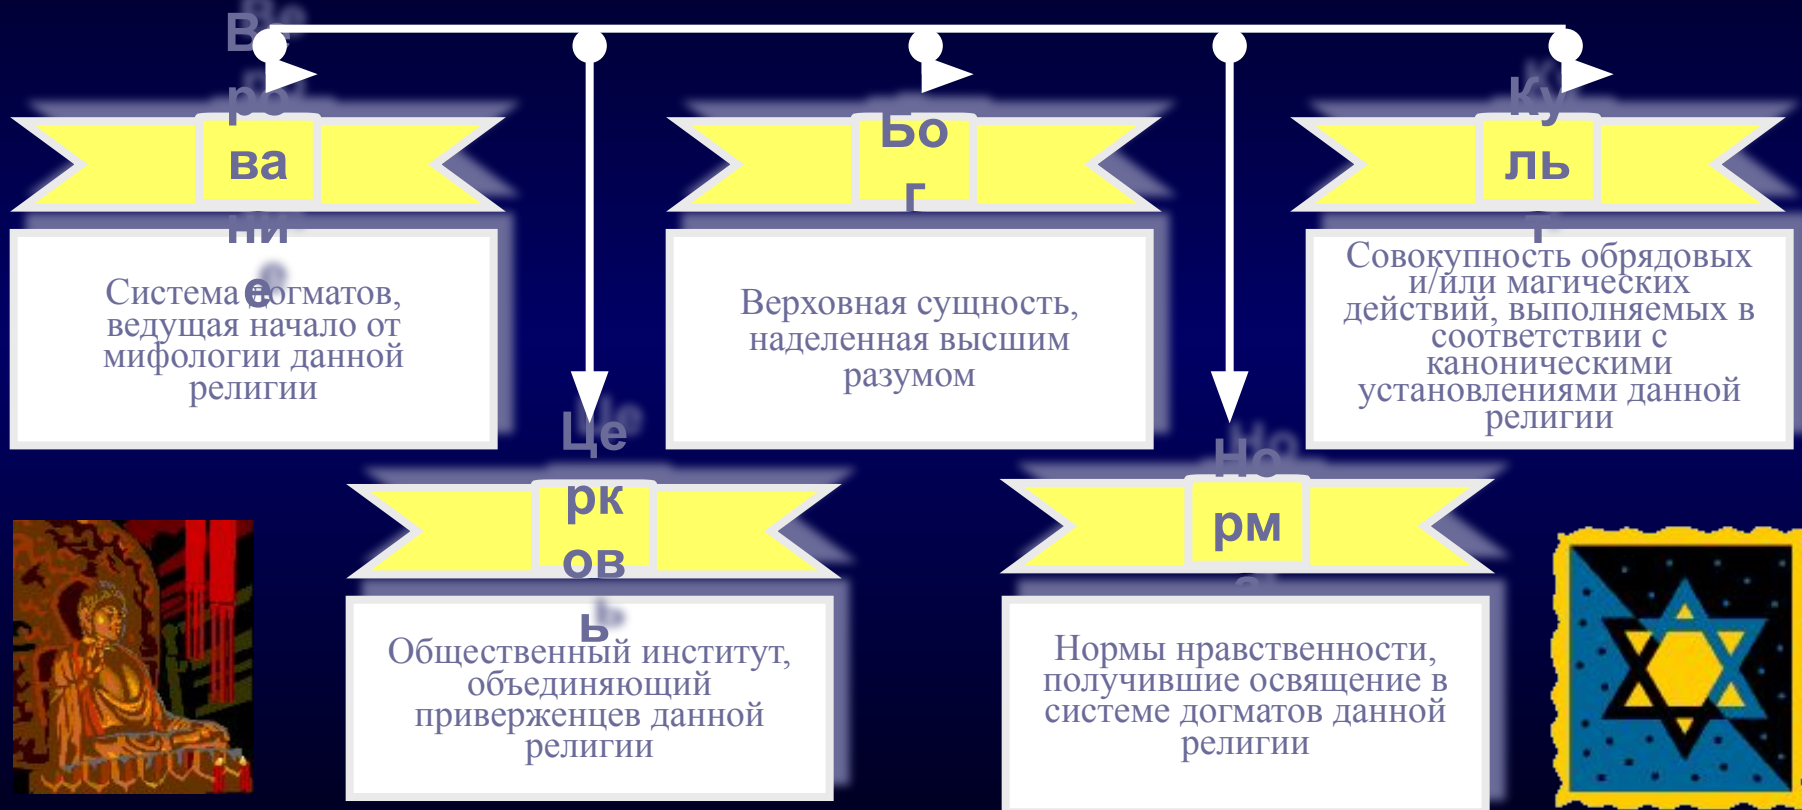 Ве
ро
ва
ни
е
Система догматов,
ведущая начало от
мифологии данной
религии
Бо
г
Верховная сущность,
наделенная высшим
разумом
Ку
ль
т
Совокупность обрядовых
и/или магических
действий, выполняемых в
соответствии с
каноническими
установлениями данной
религии
Це
рк
ов
ь
Общественный институт,
объединяющий
приверженцев данной
религии
Но
рм
Нормы нравственности,
получившие освящение в
системе догматов данной
религии